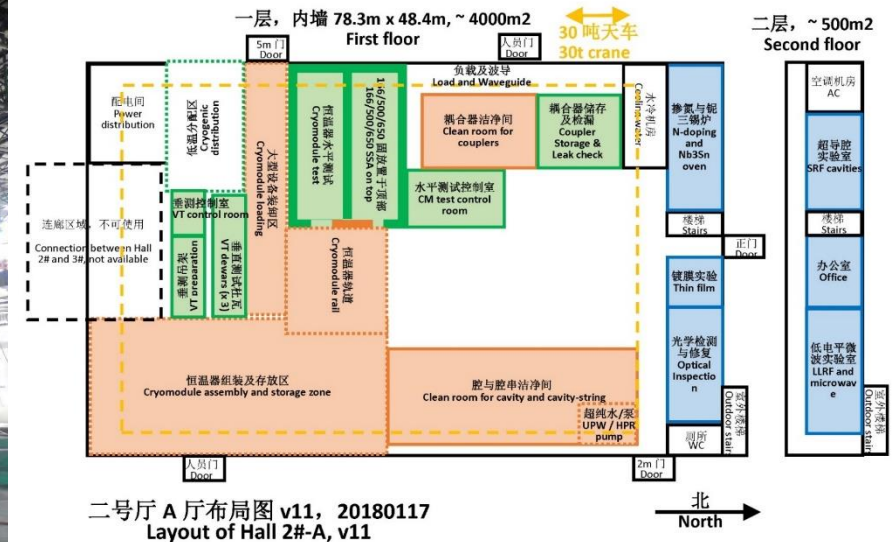 一层，内墙 78.3m x 48.4m, ~ 4000m2
First floor
30 吨天车
30t crane
二层，~ 500m2
Second floor
5m 门
Door
人员门
Door
配电间
Power
distribution
低温分配区
Cryogenic
distribution
大型设备装卸区
Cryomodule loading
恒温器水平测试
Cryomodule test
166/500/650 固放置于顶棚
166/500/650 SSA on top
负载及波导
Load and Waveguide
耦合器洁净间
Clean room for
couplers
耦合器储存
及检漏
Coupler
Storage &
Leak check
水冷机房
Cooling water
掺氮与铌
三锡炉
N-doping
and
Nb3Sn
oven
空调机房
AC
超导腔
实验室
SRF cavities
水平测试控制室
CM test control
room
垂测控制室
VT control room
垂测吊架
VT preparation
垂直测试杜瓦
VT dewars (x 3)
连廊区域，不可使用
Connection between Hall
2# and 3#, not available
恒温器轨道
Cryomodule rail
楼梯
Stairs
正门
Door
楼梯
Stairs
镀膜实验
Thin film
办公室
Office
光学检测
与修复
Optical
Inspectio
n
低电平微
波实验室
LLRF and
microwav
e
恒温器组装及存放区
Cryomodule assembly and storage zone
腔与腔串洁净间
Clean room for cavity and cavity-string
超纯水/泵
UPW / HPR
pump
厕所
WC
室外楼梯
Outdoor stair
室外楼梯
Outdoor stair
人员门
Door
2m 门
Door
二号厅 A 厅布局图 v11，20180117
Layout of Hall 2#-A, v11
北
North